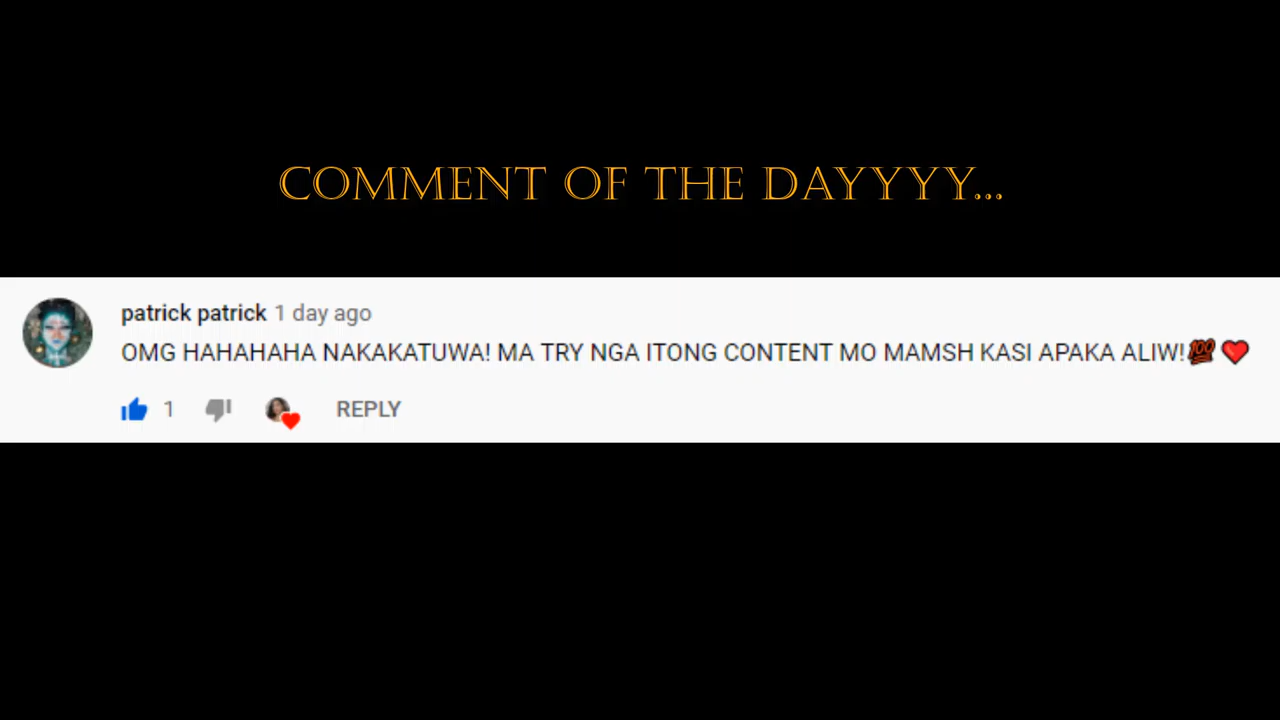 COMMENT OF THE DAYYYY...
patrick patrick 1 day ago
OMG HAHAHAHA NAKAKATUWA! MA TRY NGA ITONG CONTENT MO MAMSH KASI APAKA ALIW!💯❤️
1 REPLY